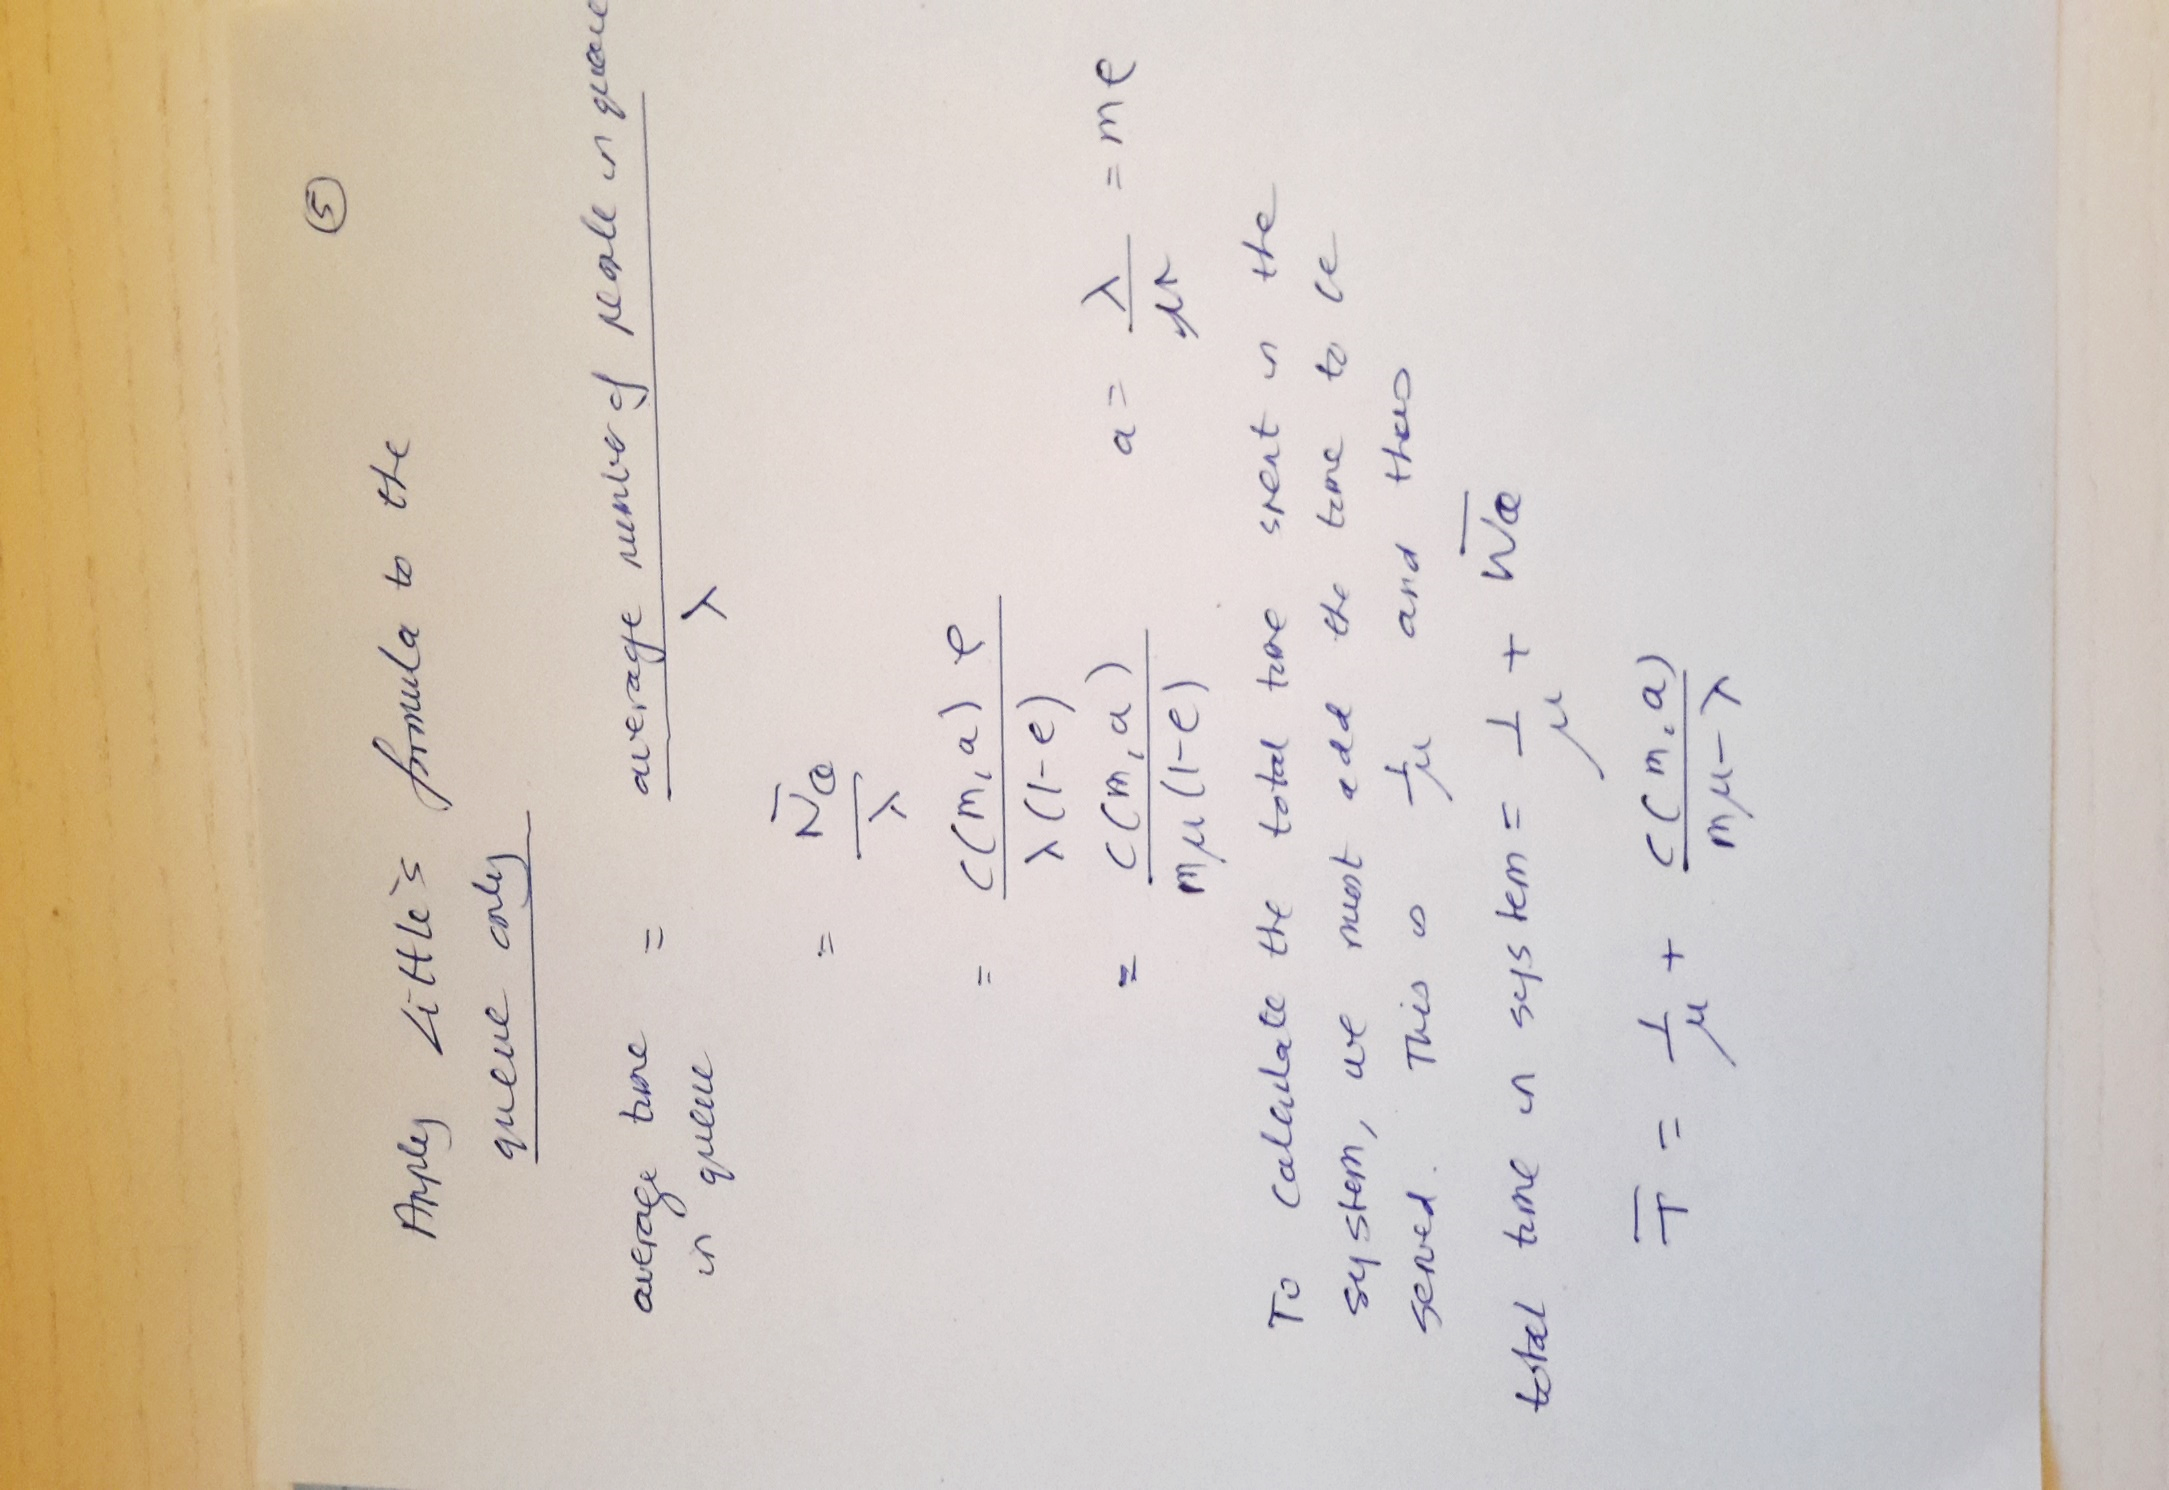 ⑤
Apply Little's formula to the
queue only
average time in queue = average number of people in queue / λ
= N̅Q / λ
= C(m,a) ρ / λ(1-ρ)
= C(m,a) / mμ(1-ρ)    a = λ/μ = mρ
To calculate the total time spent in the
system, we must add the time to be
served. This is 1/μ and thus
total time in system = 1/μ + W̅Q
T̅ = 1/μ + C(m,a) / mμ-λ